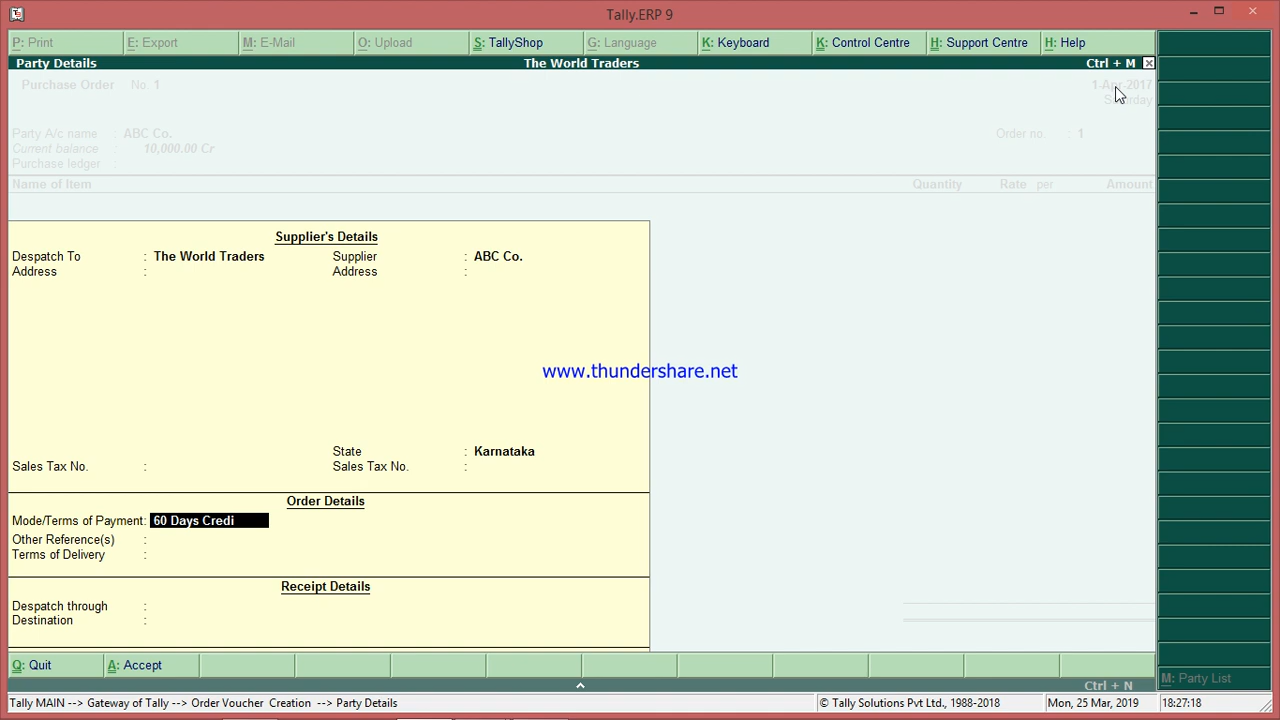 Tally.ERP 9
P: Print E: Export M: E-Mail O: Upload S: TallyShop G: Language K: Keyboard K: Control Centre H: Support Centre H: Help
Party Details The World Traders Ctrl + M
Purchase Order No. 1 1-Apr-2017
Saturday
Party A/c name : ABC Co. Order no. : 1
Current balance : 10,000.00 Cr
Purchase ledger :
Name of Item Quantity Rate per Amount
Supplier's Details
Despatch To : The World Traders Supplier : ABC Co.
Address : Address :
www.thundershare.net
State : Karnataka
Sales Tax No. : Sales Tax No. :
Order Details
Mode/Terms of Payment: 60 Days Credi
Other Reference(s) :
Terms of Delivery :
Receipt Details
Despatch through :
Destination :
Q: Quit A: Accept M: Party List
Ctrl + N
Tally MAIN --> Gateway of Tally --> Order Voucher Creation --> Party Details © Tally Solutions Pvt Ltd., 1988-2018 Mon, 25 Mar, 2019 18:27:18